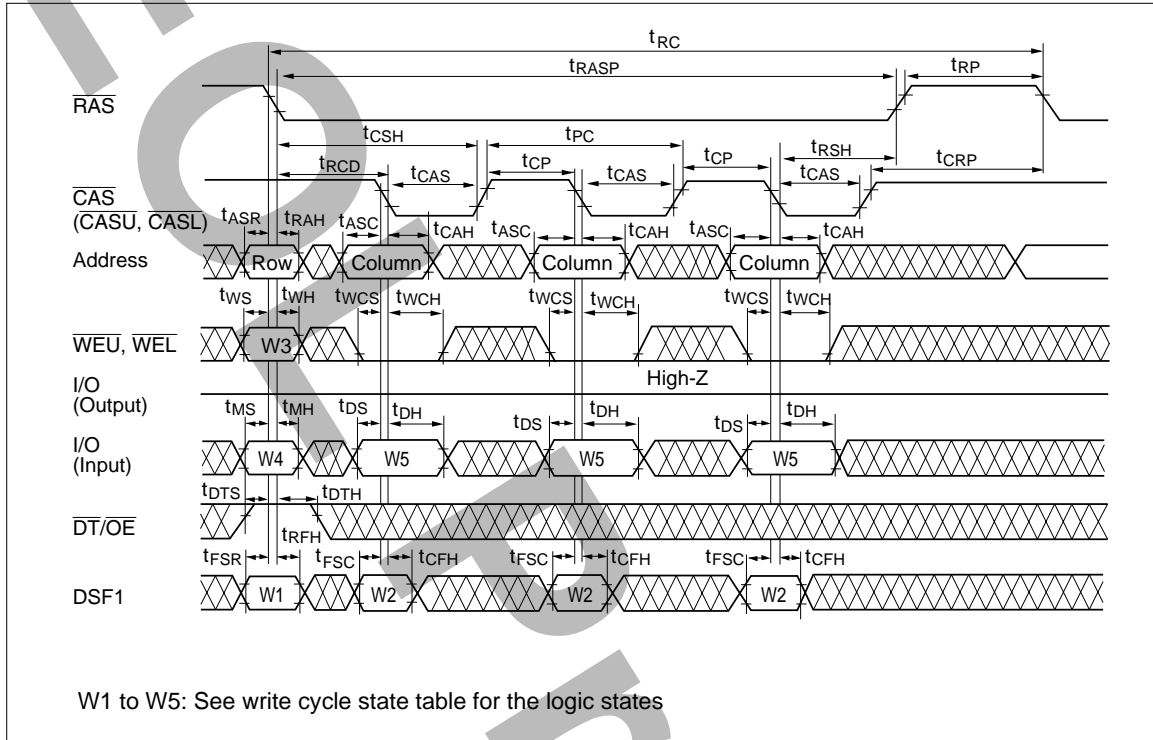 tRC
tRASP tRP
RAS
tCSH tPC
tRCD tCAS tCP tCAS tCP tRSH tCAS tCRP
CAS
(CASU, CASL)
tASR tRAH tASC tCAH tASC tCAH tASC tCAH
Address Row Column Column Column
tWS tWH tWCS tWCH tWCS tWCH tWCS tWCH
WEU, WEL W3
High-Z
I/O
(Output)
tMS tMH tDS tDH tDS tDH tDS tDH
I/O
(Input) W4 W5 W5 W5
tDTS tDTH
DT/OE
tRFH
tFSR tFSC tCFH tFSC tCFH tFSC tCFH
DSF1 W1 W2 W2 W2
W1 to W5: See write cycle state table for the logic states